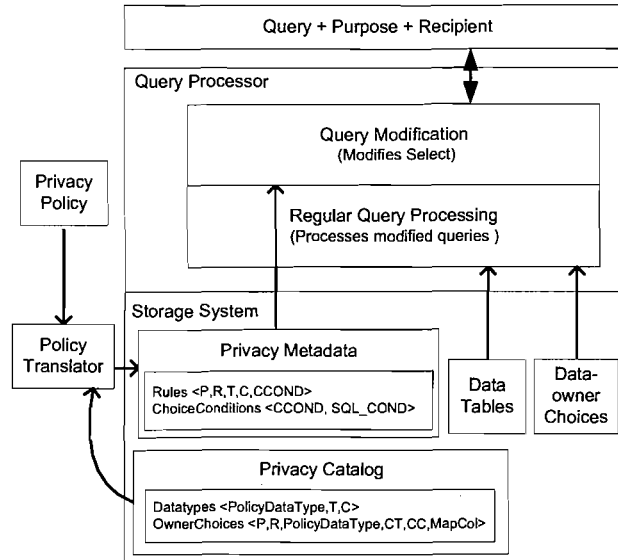 Query + Purpose + Recipient
Query Processor
Query Modification
(Modifies Select)
Privacy
Policy
Regular Query Processing
(Processes modified queries )
Storage System
Policy
Translator
Privacy Metadata
Rules <P,R,T,C,CCOND>
ChoiceConditions <CCOND, SQL_COND>
Data
Tables
Data-
owner
Choices
Privacy Catalog
Datatypes <PolicyDataType,T,C>
OwnerChoices <P,R,PolicyDataType,CT,CC,MapCol>